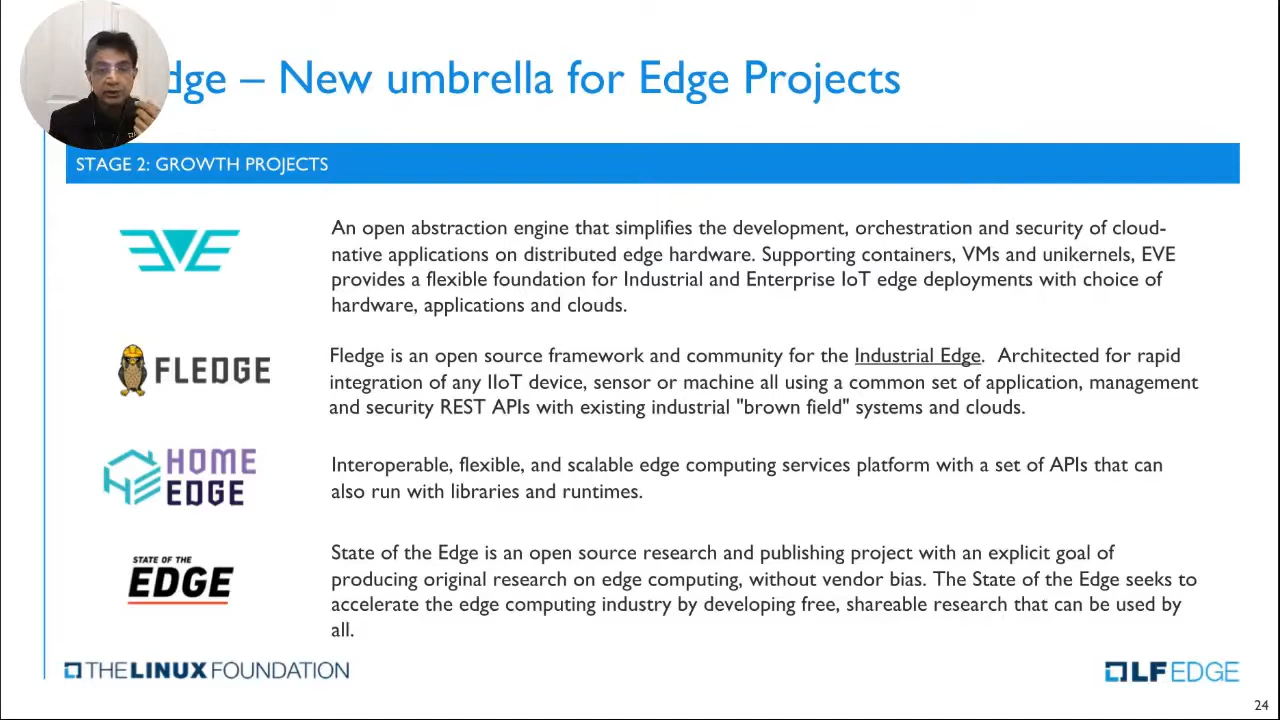 dge – New umbrella for Edge Projects
STAGE 2: GROWTH PROJECTS
EVE
An open abstraction engine that simplifies the development, orchestration and security of cloud-
native applications on distributed edge hardware. Supporting containers, VMs and unikernels, EVE
provides a flexible foundation for Industrial and Enterprise IoT edge deployments with choice of
hardware, applications and clouds.
FLEDGE
Fledge is an open source framework and community for the Industrial Edge. Architected for rapid
integration of any IIoT device, sensor or machine all using a common set of application, management
and security REST APIs with existing industrial "brown field" systems and clouds.
HOME
EDGE
Interoperable, flexible, and scalable edge computing services platform with a set of APIs that can
also run with libraries and runtimes.
STATE OF THE
EDGE
State of the Edge is an open source research and publishing project with an explicit goal of
producing original research on edge computing, without vendor bias. The State of the Edge seeks to
accelerate the edge computing industry by developing free, shareable research that can be used by
all.
THE LINUX FOUNDATION
LF EDGE
24